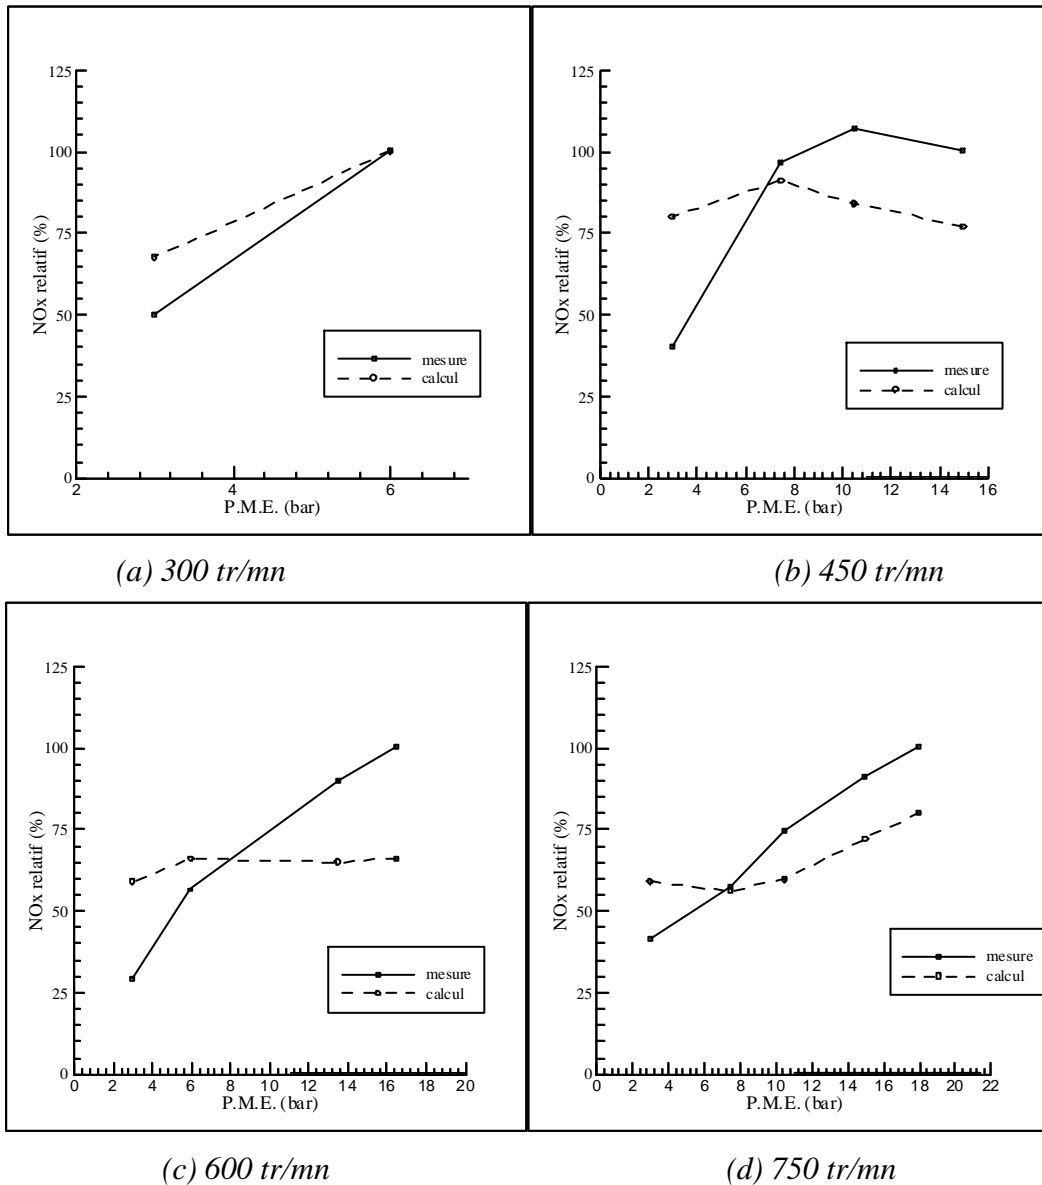 125
100
75
50
25
0
NOx relatif (%)
2
4
6
P.M.E. (bar)
mesure
calcul
(a) 300 tr/mn
125
100
75
50
25
0
NOx relatif (%)
0 2 4 6 8 10 12 14 16
P.M.E. (bar)
mesure
calcul
(b) 450 tr/mn
125
100
75
50
25
0
NOx relatif (%)
0 2 4 6 8 10 12 14 16 18 20
P.M.E. (bar)
mesure
calcul
(c) 600 tr/mn
125
100
75
50
25
0
NOx relatif (%)
0 2 4 6 8 10 12 14 16 18 20 22
P.M.E. (bar)
mesure
calcul
(d) 750 tr/mn